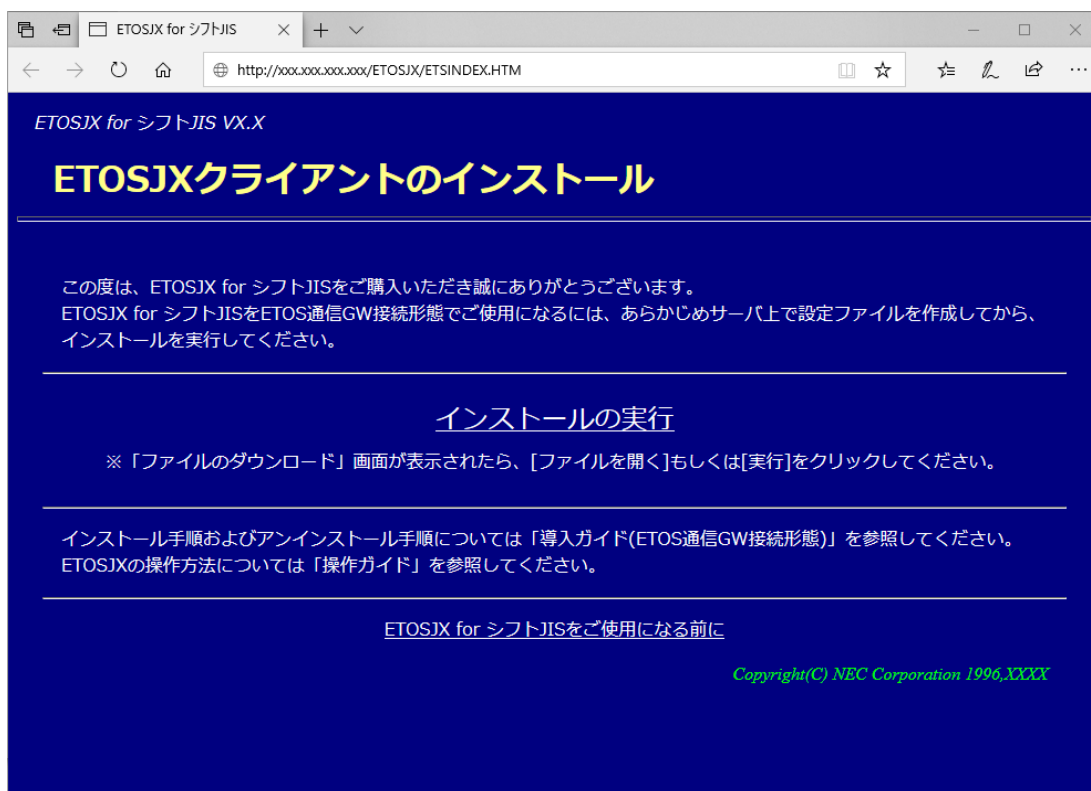 ETOSJX for シフトJIS
http://xxx.xxx.xxx.xxx/ETOSJX/ETSINDEX.HTM
ETOSJX for シフトJIS VX.X
ETOSJXクライアントのインストール
この度は、ETOSJX for シフトJISをご購入いただき誠にありがとうございます。
ETOSJX for シフトJISをETOS通信GW接続形態でご使用になるには、あらかじめサーバ上で設定ファイルを作成してから、
インストールを実行してください。
インストールの実行
※「ファイルのダウンロード」画面が表示されたら、[ファイルを開く]もしくは[実行]をクリックしてください。
インストール手順およびアンインストール手順については「導入ガイド(ETOS通信GW接続形態)」を参照してください。
ETOSJXの操作方法については「操作ガイド」を参照してください。
ETOSJX for シフトJISをご使用になる前に
Copyright(C) NEC Corporation 1996,XXXX